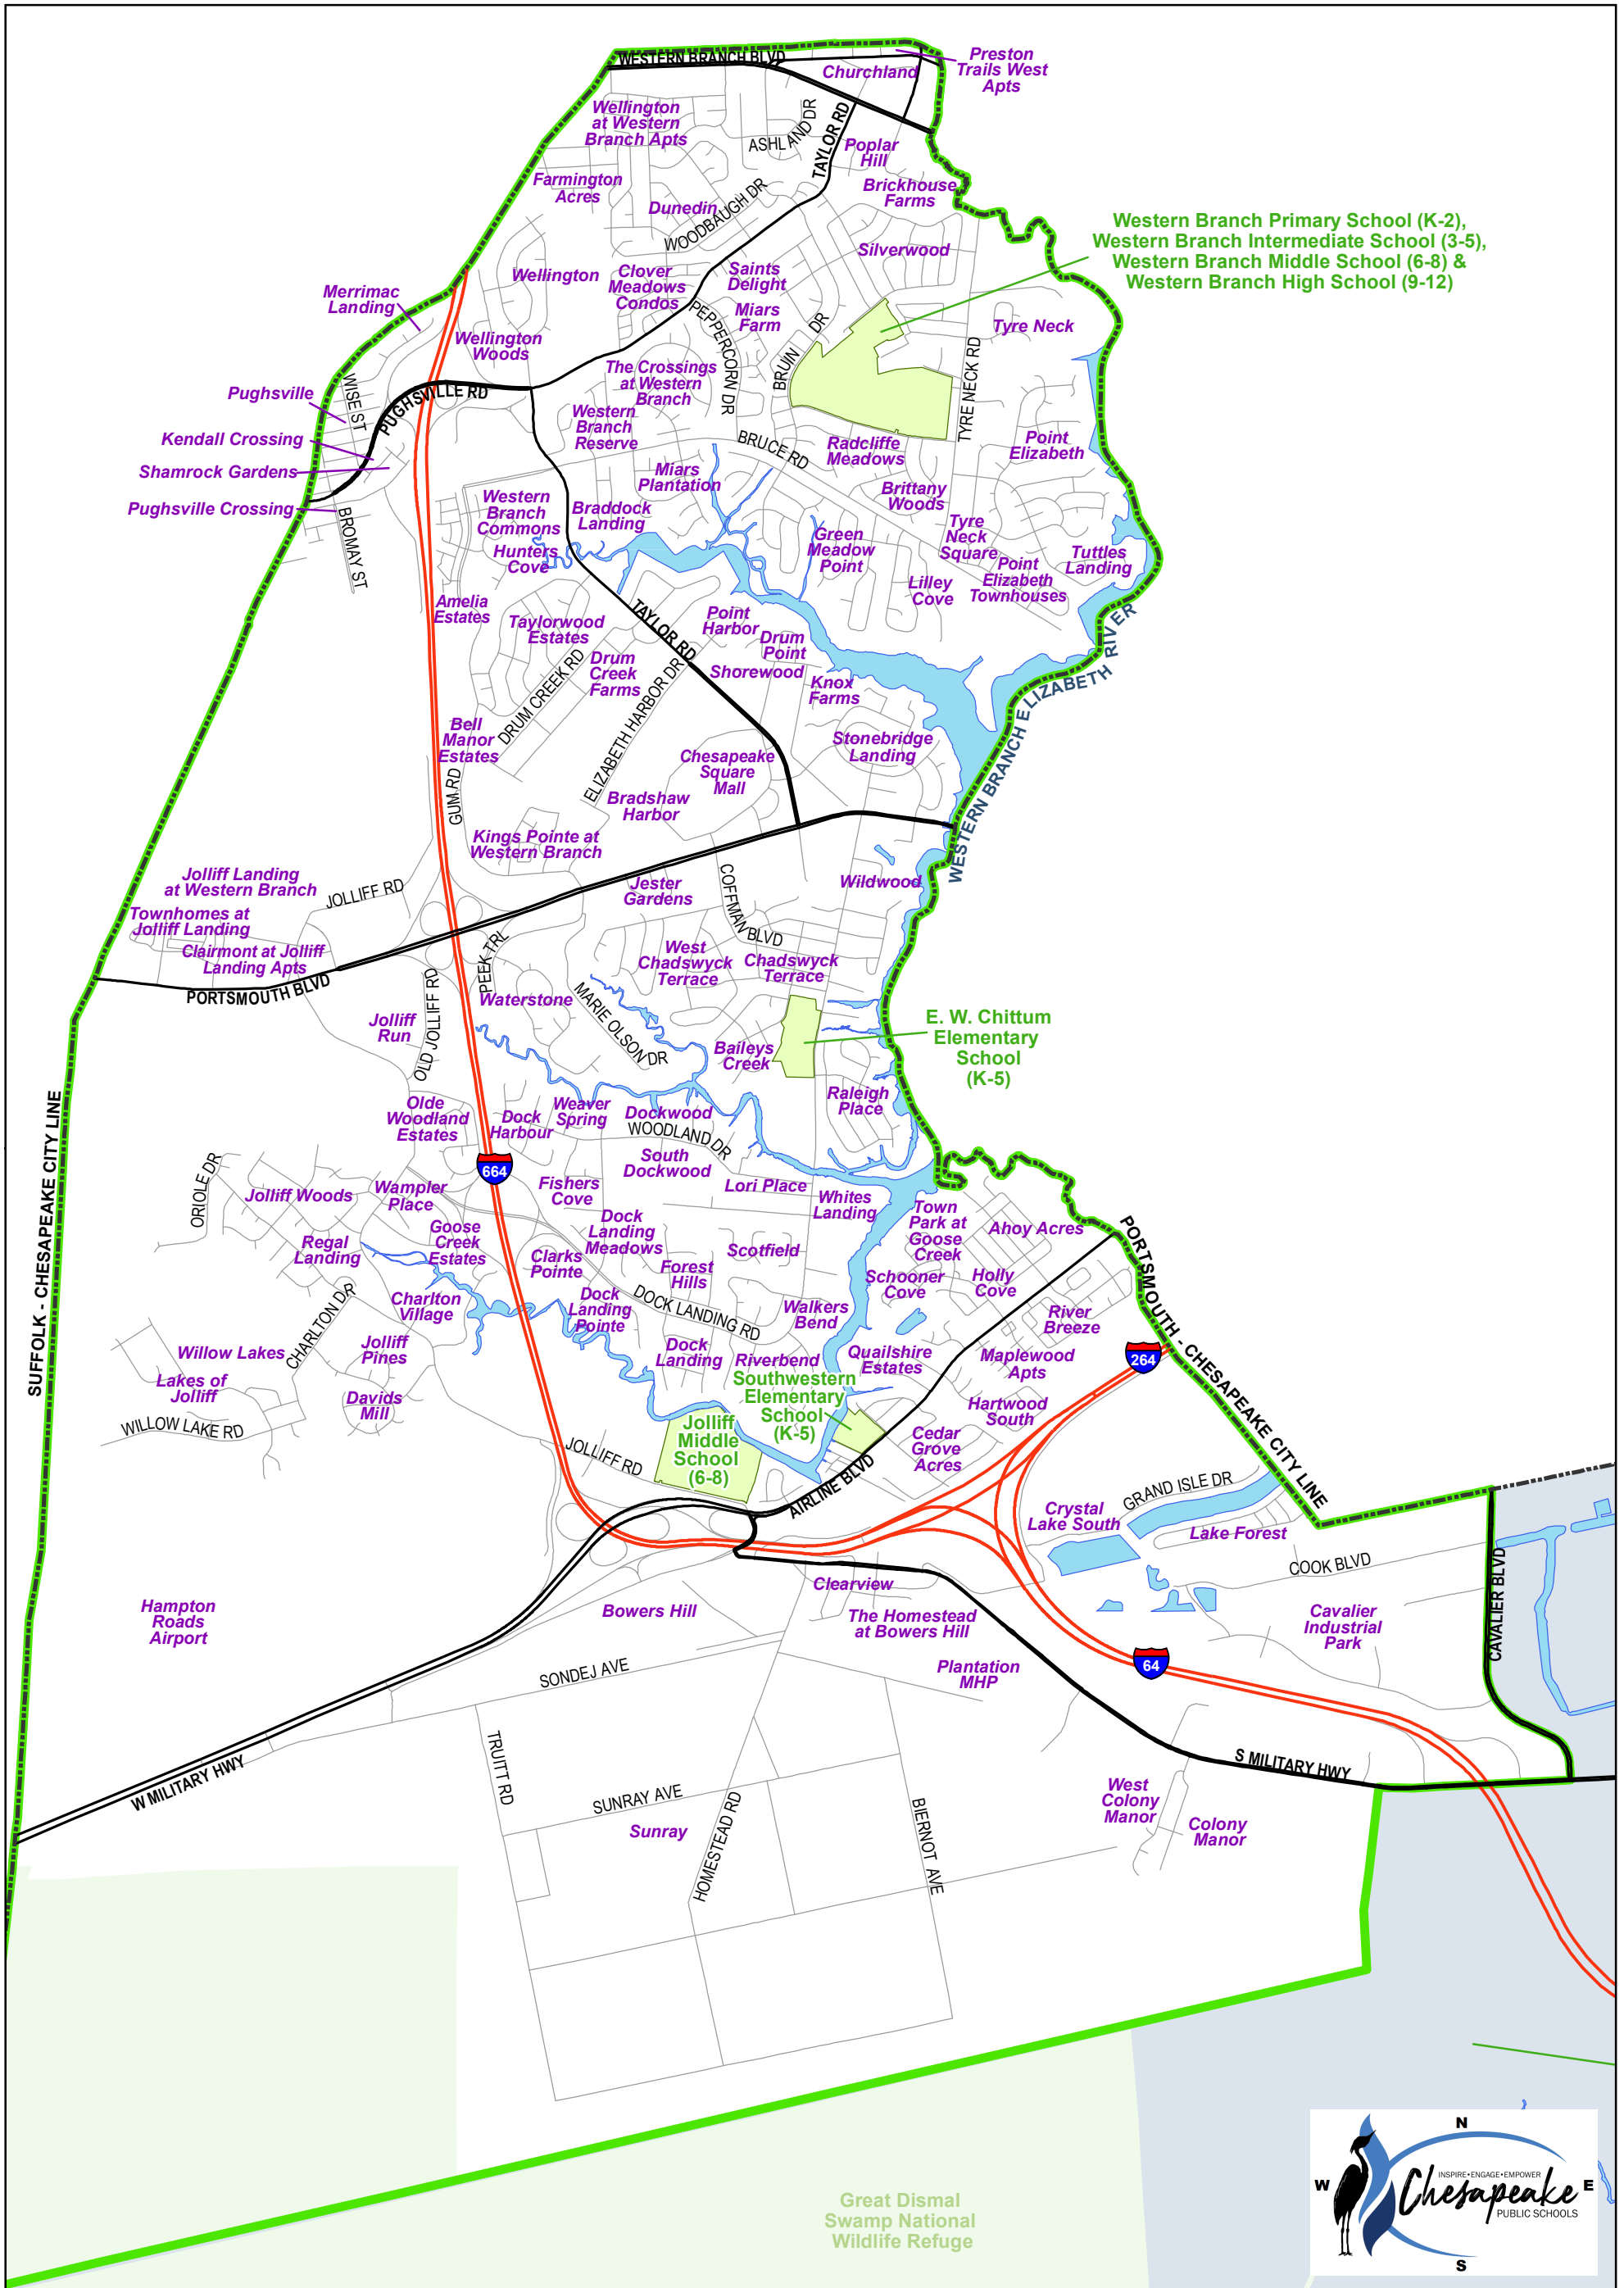 WESTERN BRANCH BLVD
Preston
Trails West
Apts
Churchland
Wellington
at Western
Branch Apts
ASHLAND DR
TAYLOR RD
Poplar
Hill
Farmington
Acres
Brickhouse
Farms
Dunedin
WOODBAUGH DR
Western Branch Primary School (K-2),
Western Branch Intermediate School (3-5),
Western Branch Middle School (6-8) &
Western Branch High School (9-12)
Silverwood
Wellington
Clover
Meadows
Condos
Saints
Delight
Merrimac
Landing
Miars
Farm
PEPPERCORN DR
BRUIN DR
Tyre Neck
TYRE NECK RD
Wellington
Woods
The Crossings
at Western
Branch
Pughsville
WISE ST
PUGHSVILLE RD
Western
Branch
Reserve
Kendall Crossing
Shamrock Gardens
BRUCE RD
Radcliffe
Meadows
Point
Elizabeth
Miars
Plantation
Pughsville Crossing
BROMAY ST
Western
Branch
Commons
Braddock
Landing
Brittany
Woods
Hunters
Cove
Green
Meadow
Point
Tyre
Neck
Square
Tuttles
Landing
Point
Elizabeth
Townhouses
Lilley
Cove
Amelia
Estates
Taylorwood
Estates
TAYLOR RD
Point
Harbor
Drum
Point
Shorewood
Drum
Creek
Farms
Knox
Farms
DRUM CREEK RD
ELIZABETH HARBOR DR
WESTERN BRANCH ELIZABETH RIVER
Bell
Manor
Estates
Stonebridge
Landing
Chesapeake
Square
Mall
GUM RD
Bradshaw
Harbor
Kings Pointe at
Western Branch
Jolliff Landing
at Western Branch
JOLLIFF RD
Jester
Gardens
COFFMAN BLVD
Wildwood
Townhomes at
Jolliff Landing
Clairmont at Jolliff
Landing Apts
PORTSMOUTH BLVD
PEEK TRL
West
Chadswyck
Terrace
Chadswyck
Terrace
Waterstone
OLD JOLLIFF RD
MARIE OLSON DR
Jolliff
Run
E. W. Chittum
Elementary
School
(K-5)
Baileys
Creek
Raleigh
Place
Olde
Woodland
Estates
Dock
Harbour
Weaver
Spring
Dockwood
WOODLAND DR
South
Dockwood
SUFFOLK - CHESAPEAKE CITY LINE
664
ORIOLE DR
Jolliff Woods
Wampler
Place
Fishers
Cove
Lori Place
Whites
Landing
Town
Park at
Goose
Creek
Ahoy Acres
PORTSMOUTH - CHESAPEAKE CITY LINE
Regal
Landing
Goose
Creek
Estates
Dock
Landing
Meadows
Scotfield
Clarks
Pointe
Forest
Hills
Schooner
Cove
Holly
Cove
Charlton
Village
CHARLTON DR
Dock
Landing
Pointe
DOCK LANDING RD
Walkers
Bend
River
Breeze
Willow Lakes
Jolliff
Pines
Dock
Landing
Riverbend
Quailshire
Estates
Maplewood
Apts
264
Lakes of
Jolliff
Davids
Mill
Southwestern
Elementary
School
(K-5)
Hartwood
South
WILLOW LAKE RD
JOLLIFF RD
Jolliff
Middle
School
(6-8)
Cedar
Grove
Acres
AIRLINE BLVD
GRAND ISLE DR
Crystal
Lake South
Lake Forest
COOK BLVD
CAVALIER BLVD
Clearview
Bowers Hill
The Homestead
at Bowers Hill
Hampton
Roads
Airport
Cavalier
Industrial
Park
SONDEJ AVE
Plantation
MHP
64
TRUITT RD
W MILITARY HWY
S MILITARY HWY
SUNRAY AVE
Sunray
HOMESTEAD RD
BIERNOT AVE
West
Colony
Manor
Colony
Manor
Great Dismal
Swamp National
Wildlife Refuge
N
W
E
S
INSPIRE•ENGAGE•EMPOWER
Chesapeake
PUBLIC SCHOOLS